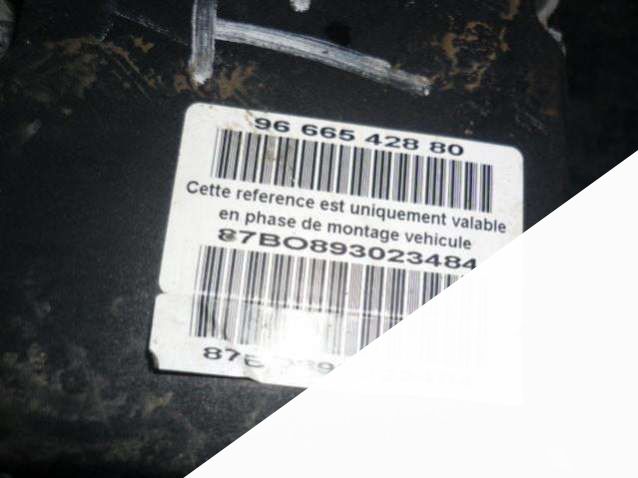 96 665 428 80
Cette reference est uniquement valable
en phase de montage vehicule
87BO893023484